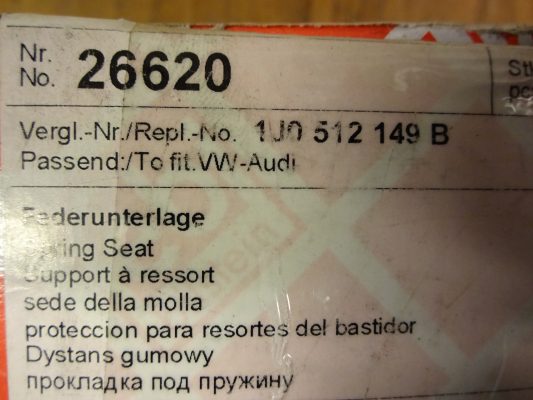 Nr.
No. 26620
Vergl.-Nr./Repl.-No. 1J0 512 149 B
Passend:/To fit.VW-Audi
Federunterlage
Spring Seat
Support à ressort
sede della molla
proteccion para resortes del bastidor
Dystans gumowy
прокладка под пружину